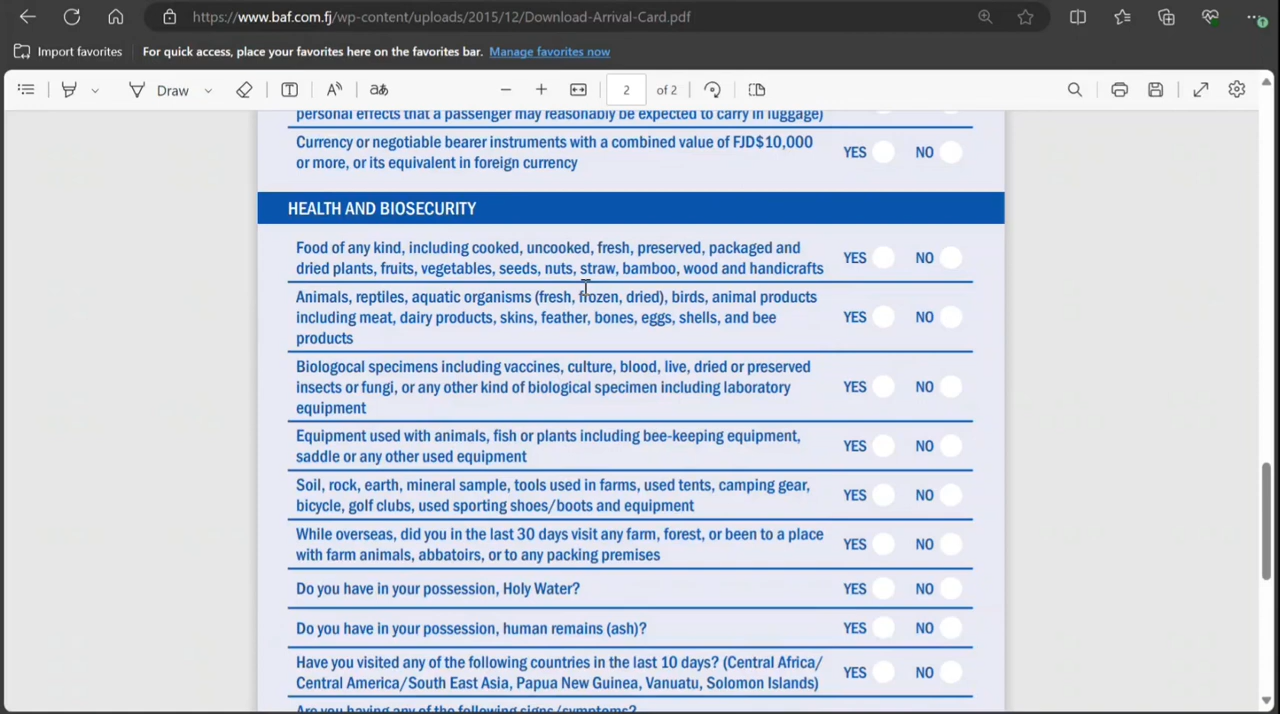 https://www.baf.com.fj/wp-content/uploads/2015/12/Download-Arrival-Card.pdf
Import favorites
For quick access, place your favorites here on the favorites bar. Manage favorites now
Draw
2 of 2
personal effects that a passenger may reasonably be expected to carry in luggage)
Currency or negotiable bearer instruments with a combined value of FJD$10,000
or more, or its equivalent in foreign currency
YES NO
HEALTH AND BIOSECURITY
Food of any kind, including cooked, uncooked, fresh, preserved, packaged and
dried plants, fruits, vegetables, seeds, nuts, straw, bamboo, wood and handicrafts
YES NO
Animals, reptiles, aquatic organisms (fresh, frozen, dried), birds, animal products
including meat, dairy products, skins, feather, bones, eggs, shells, and bee
products
YES NO
Biologocal specimens including vaccines, culture, blood, live, dried or preserved
insects or fungi, or any other kind of biological specimen including laboratory
equipment
YES NO
Equipment used with animals, fish or plants including bee-keeping equipment,
saddle or any other used equipment
YES NO
Soil, rock, earth, mineral sample, tools used in farms, used tents, camping gear,
bicycle, golf clubs, used sporting shoes/boots and equipment
YES NO
While overseas, did you in the last 30 days visit any farm, forest, or been to a place
with farm animals, abbatoirs, or to any packing premises
YES NO
Do you have in your possession, Holy Water?
YES NO
Do you have in your possession, human remains (ash)?
YES NO
Have you visited any of the following countries in the last 10 days? (Central Africa/
Central America/South East Asia, Papua New Guinea, Vanuatu, Solomon Islands)
YES NO
Are you having any of the following signs/symptoms?